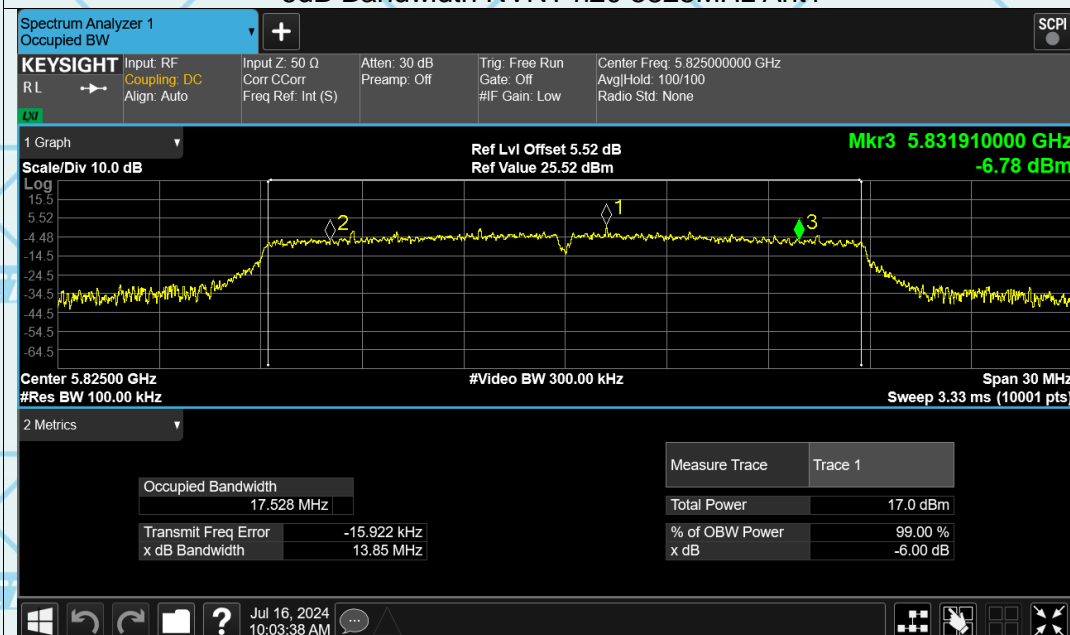 Spectrum Analyzer 1
Occupied BW
+
SCPI
KEYSIGHT
RL
LXI
Input: RF
Coupling: DC
Align: Auto
Input Z: 50 Ω
Corr CCorr
Freq Ref: Int (S)
Atten: 30 dB
Preamp: Off
Trig: Free Run
Gate: Off
#IF Gain: Low
Center Freq: 5.825000000 GHz
Avg|Hold: 100/100
Radio Std: None
1 Graph
Scale/Div 10.0 dB
Ref Lvl Offset 5.52 dB
Ref Value 25.52 dBm
Mkr3 5.831910000 GHz
-6.78 dBm
Log
15.5
5.52
-4.48
-14.5
-24.5
-34.5
-44.5
-54.5
-64.5
2
1
3
Center 5.82500 GHz
#Video BW 300.00 kHz
Span 30 MHz
#Res BW 100.00 kHz
Sweep 3.33 ms (10001 pts)
2 Metrics
Occupied Bandwidth
17.528 MHz
Transmit Freq Error -15.922 kHz
x dB Bandwidth 13.85 MHz
Measure Trace Trace 1
Total Power 17.0 dBm
% of OBW Power 99.00 %
x dB -6.00 dB
?
Jul 16, 2024
10:03:38 AM